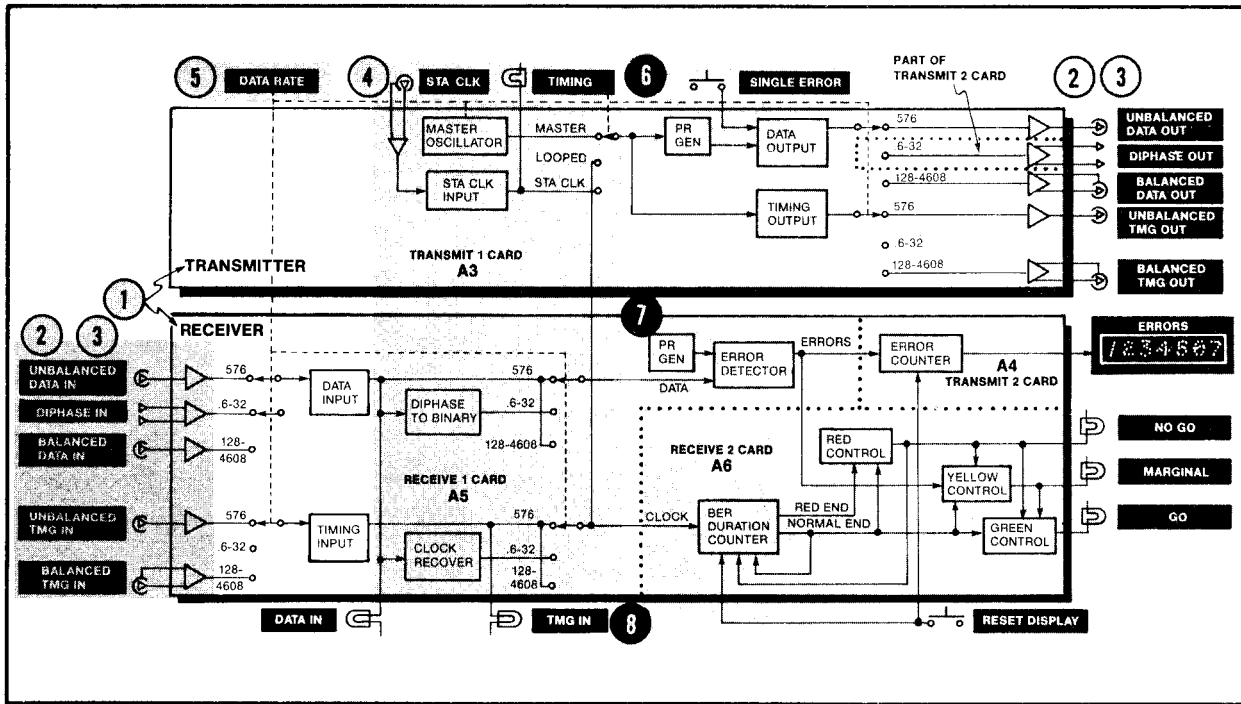 5
DATA RATE
4
STA CLK
TIMING
6
SINGLE ERROR
PART OF
TRANSMIT 2 CARD
2
3
MASTER
OSCILLATOR
MASTER
LOOPED
STA CLK
INPUT
STA CLK
PR
GEN
DATA
OUTPUT
TIMING
OUTPUT
576
.6-32
128-4608
576
.6-32
128-4608
UNBALANCED
DATA OUT
DIPHASE OUT
BALANCED
DATA OUT
UNBALANCED
TMG OUT
BALANCED
TMG OUT
TRANSMIT 1 CARD
A3
TRANSMITTER
1
RECEIVER
2
3
UNBALANCED
DATA IN
DIPHASE IN
BALANCED
DATA IN
UNBALANCED
TMG IN
BALANCED
TMG IN
576
.6-32
128-
4608
576
.6-32
128-
4608
DATA
INPUT
DIPHASE
TO BINARY
576
.6-32
128-4608
RECEIVE 1 CARD
A5
TIMING
INPUT
CLOCK
RECOVER
576
.6-32
128-
4608
7
PR
GEN
DATA
ERROR
DETECTOR
ERRORS
ERROR
COUNTER
A4
TRANSMIT 2 CARD
ERRORS
1234567
RECEIVE 2 CARD
A6
RED
CONTROL
YELLOW
CONTROL
GREEN
CONTROL
CLOCK
BER
DURATION
COUNTER
RED END
NORMAL END
NO GO
MARGINAL
GO
DATA IN
TMG IN
8
RESET DISPLAY